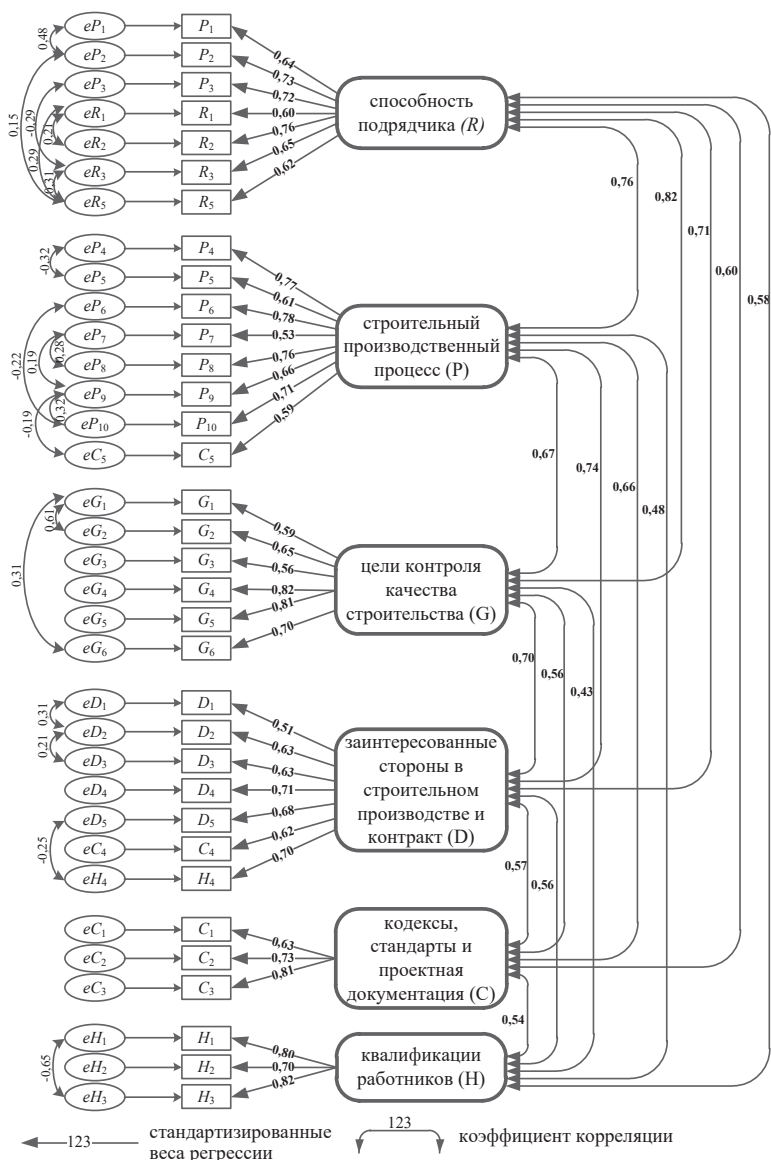 eP₁ P₁
0,48
eP₂ P₂
eP₃ P₃
eR₁ R₁
eR₂ R₂
eR₃ R₃
eR₅ R₅
0,15
-0,29
0,21
0,29
0,31
0,64
0,73
0,72
0,60
0,76
0,65
0,62
способность
подрядчика (R)
0,76
0,82
0,71
0,60
0,58
eP₄ P₄
-0,32
eP₅ P₅
eP₆ P₆
eP₇ P₇
eP₈ P₈
eP₉ P₉
eP₁₀ P₁₀
eC₅ C₅
-0,22
0,19
0,28
0,32
-0,19
0,77
0,61
0,78
0,53
0,76
0,66
0,71
0,59
строительный
производственный
процесс (P)
0,67
0,74
0,66
0,48
eG₁ G₁
0,61
eG₂ G₂
eG₃ G₃
eG₄ G₄
eG₅ G₅
eG₆ G₆
0,31
0,59
0,65
0,56
0,82
0,81
0,70
цели контроля
качества
строительства (G)
0,70
0,56
0,43
eD₁ D₁
0,31
eD₂ D₂
0,21
eD₃ D₃
eD₄ D₄
eD₅ D₅
eC₄ C₄
eH₄ H₄
-0,25
0,51
0,63
0,63
0,71
0,68
0,62
0,70
заинтересованные
стороны в
строительном
производстве и
контракт (D)
0,57
0,56
eC₁ C₁
eC₂ C₂
eC₃ C₃
0,63
0,73
0,81
кодексы,
стандарты и
проектная
документация (C)
0,54
eH₁ H₁
eH₂ H₂
eH₃ H₃
-0,65
0,80
0,70
0,82
квалификации
работников (H)
123 стандартизированные
веса регрессии
123 коэффициент корреляции